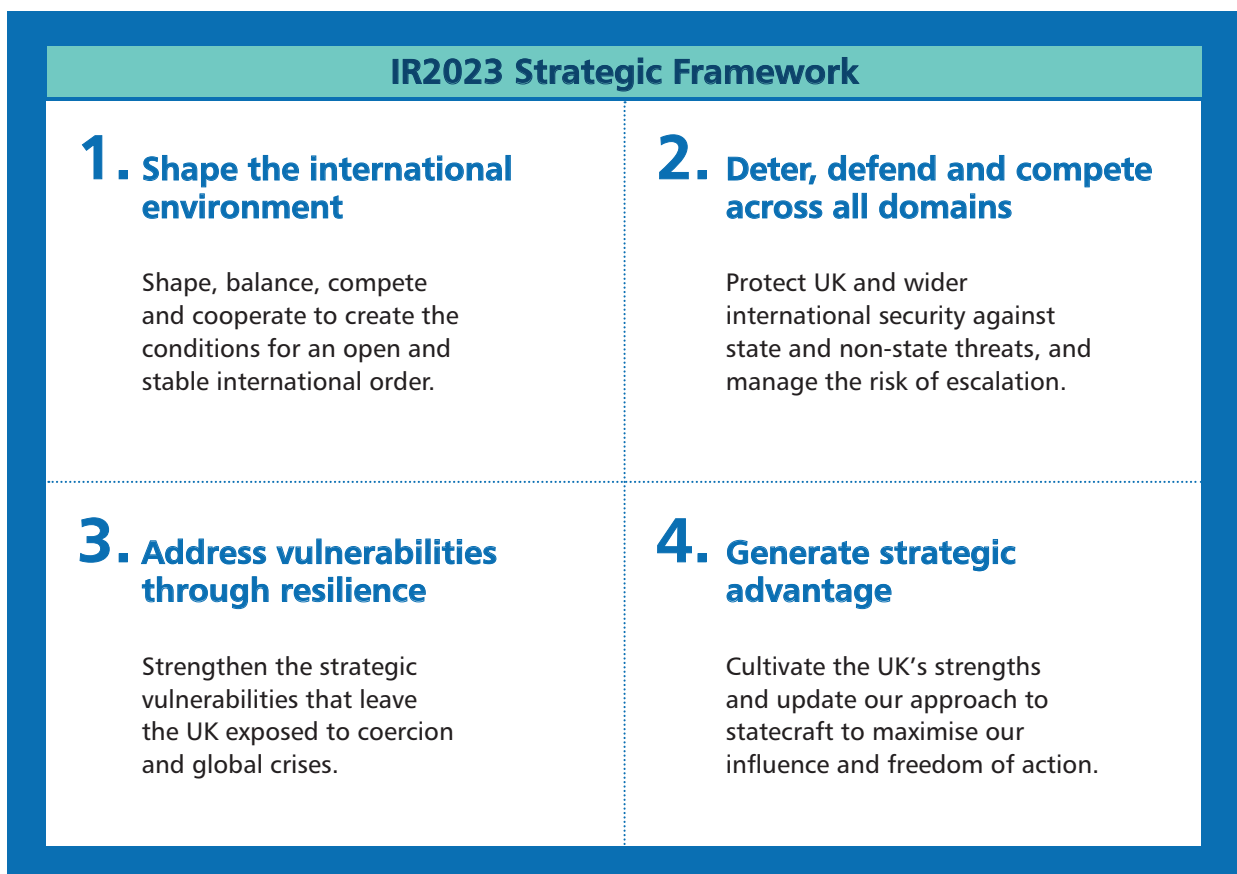 IR2023 Strategic Framework
1. Shape the international
environment
Shape, balance, compete
and cooperate to create the
conditions for an open and
stable international order.
2. Deter, defend and compete
across all domains
Protect UK and wider
international security against
state and non-state threats, and
manage the risk of escalation.
3. Address vulnerabilities
through resilience
Strengthen the strategic
vulnerabilities that leave
the UK exposed to coercion
and global crises.
4. Generate strategic
advantage
Cultivate the UK’s strengths
and update our approach to
statecraft to maximise our
influence and freedom of action.